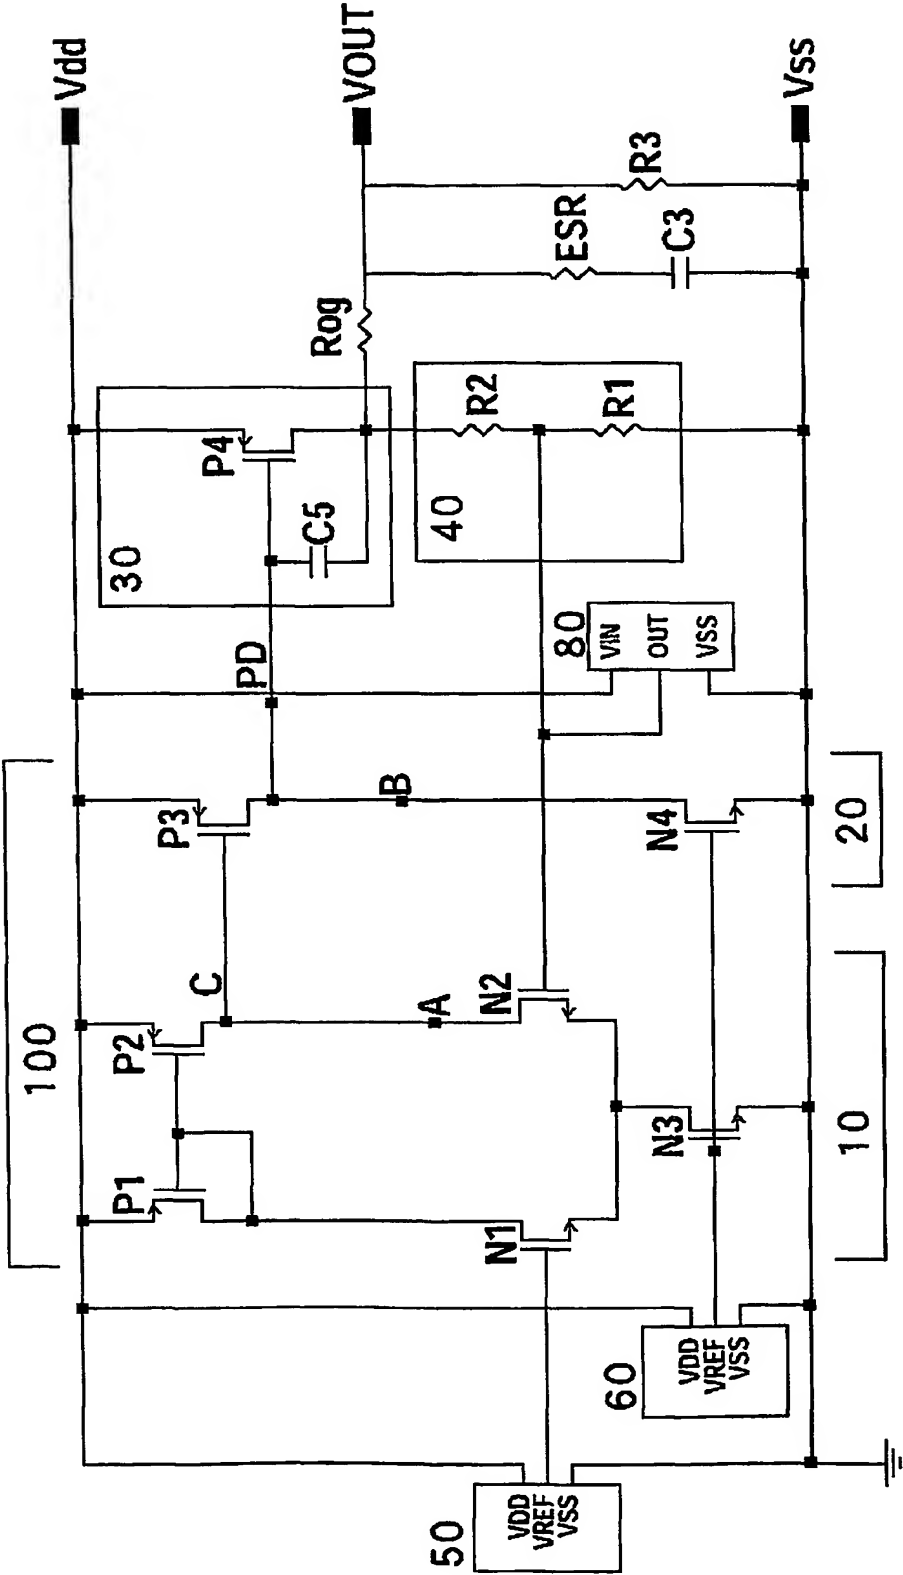 100
Vdd
P1
P2
C
P3
PD
30
P4
C5
Rog
VOUT
A
B
N1
N2
80
VIN
OUT
VSS
40
R2
R1
ESR
C3
R3
50
VDD
VREF
VSS
60
VDD
VREF
VSS
N3
N4
Vss
10
20